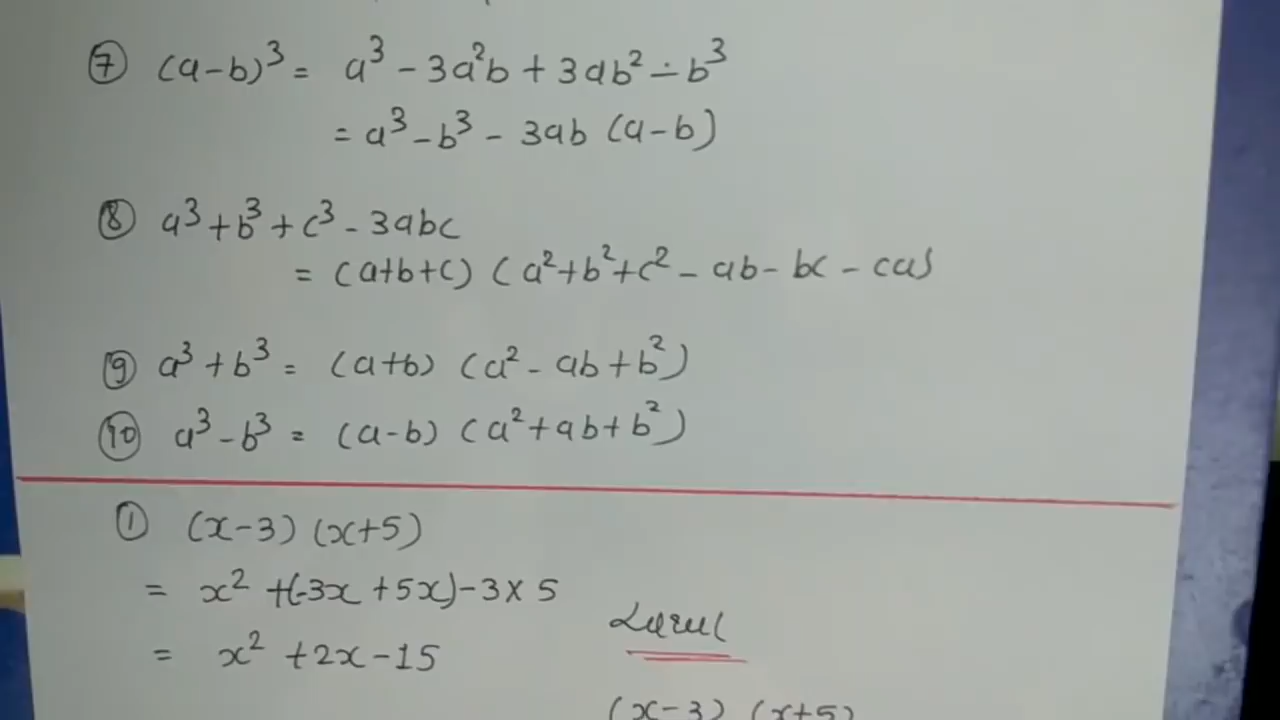 ⑦ (a-b)³ = a³ - 3a²b + 3ab² - b³
= a³ - b³ - 3ab (a-b)
⑧ a³ + b³ + c³ - 3abc
= (a+b+c) (a² + b² + c² - ab - bc - ca)
⑨ a³ + b³ = (a+b) (a² - ab + b²)
⑩ a³ - b³ = (a-b) (a² + ab + b²)
① (x-3) (x+5)
= x² + (-3x + 5x) - 3 × 5
= x² + 2x - 15
(x-3) (x+5)